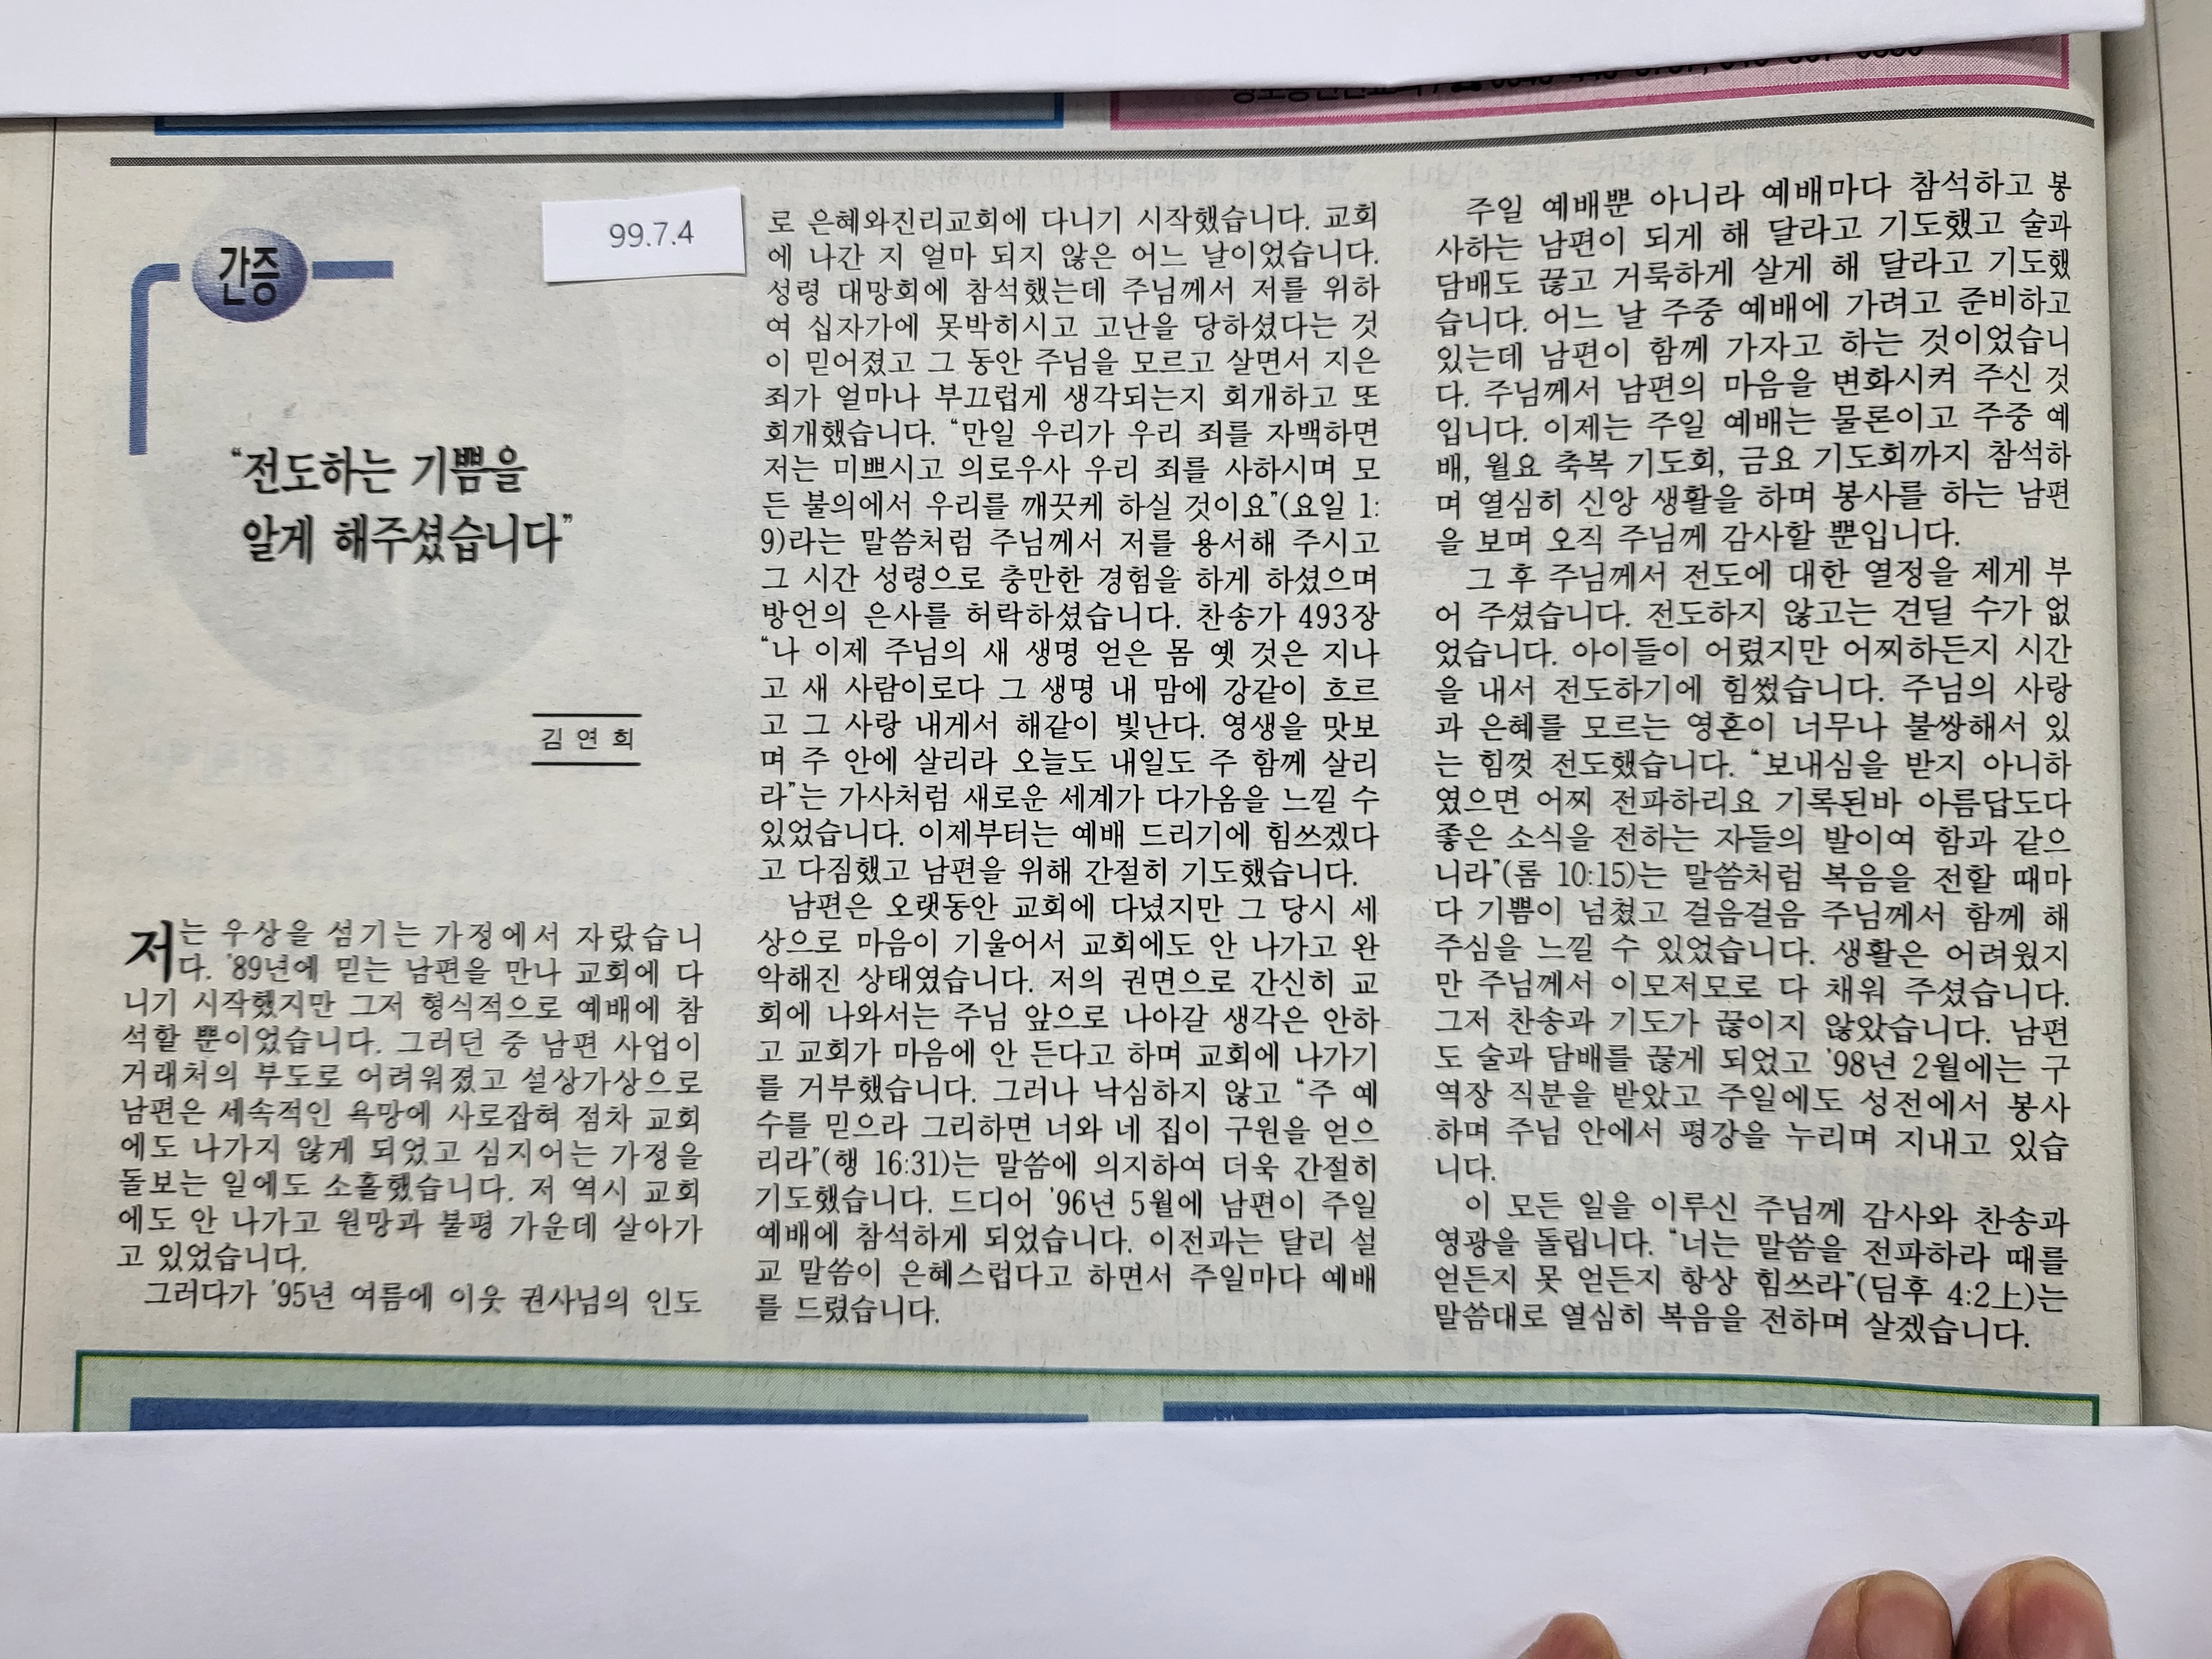 간증
99.7.4
“전도하는 기쁨을
알게 해주셨습니다”
김연희
저는 우상을 섬기는 가정에서 자랐습니
다. '89년에 믿는 남편을 만나 교회에 다
니기 시작했지만 그저 형식적으로 예배에 참
석할 뿐이었습니다. 그러던 중 남편 사업이
거래처의 부도로 어려워졌고 설상가상으로
남편은 세속적인 욕망에 사로잡혀 점차 교회
에도 나가지 않게 되었고 심지어는 가정을
돌보는 일에도 소홀했습니다. 저 역시 교회
에도 안 나가고 원망과 불평 가운데 살아가
고 있었습니다.
그러다가 '95년 여름에 이웃 권사님의 인도
로 은혜와진리교회에 다니기 시작했습니다. 교회
에 나간 지 얼마 되지 않은 어느 날이었습니다.
성령 대망회에 참석했는데 주님께서 저를 위하
여 십자가에 못박히시고 고난을 당하셨다는 것
이 믿어졌고 그 동안 주님을 모르고 살면서 지은
죄가 얼마나 부끄럽게 생각되는지 회개하고 또
회개했습니다. “만일 우리가 우리 죄를 자백하면
저는 미쁘시고 의로우사 우리 죄를 사하시며 모
든 불의에서 우리를 깨끗케 하실 것이요”(요일 1:
9)라는 말씀처럼 주님께서 저를 용서해 주시고
그 시간 성령으로 충만한 경험을 하게 하셨으며
방언의 은사를 허락하셨습니다. 찬송가 493장
“나 이제 주님의 새 생명 얻은 몸 옛 것은 지나
고 새 사람이로다 그 생명 내 맘에 강같이 흐르
고 그 사랑 내게서 해같이 빛난다. 영생을 맛보
며 주 안에 살리라 오늘도 내일도 주 함께 살리
라”는 가사처럼 새로운 세계가 다가옴을 느낄 수
있었습니다. 이제부터는 예배 드리기에 힘쓰겠다
고 다짐했고 남편을 위해 간절히 기도했습니다.
남편은 오랫동안 교회에 다녔지만 그 당시 세
상으로 마음이 기울어서 교회에도 안 나가고 완
악해진 상태였습니다. 저의 권면으로 간신히 교
회에 나와서는 주님 앞으로 나아갈 생각은 안하
고 교회가 마음에 안 든다고 하며 교회에 나가기
를 거부했습니다. 그러나 낙심하지 않고 “주 예
수를 믿으라 그리하면 너와 네 집이 구원을 얻으
리라”(행 16:31)는 말씀에 의지하여 더욱 간절히
기도했습니다. 드디어 '96년 5월에 남편이 주일
예배에 참석하게 되었습니다. 이전과는 달리 설
교 말씀이 은혜스럽다고 하면서 주일마다 예배
를 드렸습니다.
주일 예배뿐 아니라 예배마다 참석하고 봉
사하는 남편이 되게 해 달라고 기도했고 술과
담배도 끊고 거룩하게 살게 해 달라고 기도했
습니다. 어느 날 주중 예배에 가려고 준비하고
있는데 남편이 함께 가자고 하는 것이었습니
다. 주님께서 남편의 마음을 변화시켜 주신 것
입니다. 이제는 주일 예배는 물론이고 주중 예
배, 월요 축복 기도회, 금요 기도회까지 참석하
며 열심히 신앙 생활을 하며 봉사를 하는 남편
을 보며 오직 주님께 감사할 뿐입니다.
그 후 주님께서 전도에 대한 열정을 제게 부
어 주셨습니다. 전도하지 않고는 견딜 수가 없
었습니다. 아이들이 어렸지만 어찌하든지 시간
을 내서 전도하기에 힘썼습니다. 주님의 사랑
과 은혜를 모르는 영혼이 너무나 불쌍해서 있
는 힘껏 전도했습니다. “보내심을 받지 아니하
였으면 어찌 전파하리요 기록된바 아름답도다
좋은 소식을 전하는 자들의 발이여 함과 같으
니라”(롬 10:15)는 말씀처럼 복음을 전할 때마
다 기쁨이 넘쳤고 걸음걸음 주님께서 함께 해
주심을 느낄 수 있었습니다. 생활은 어려웠지
만 주님께서 이모저모로 다 채워 주셨습니다.
그저 찬송과 기도가 끊이지 않았습니다. 남편
도 술과 담배를 끊게 되었고 '98년 2월에는 구
역장 직분을 받았고 주일에도 성전에서 봉사
하며 주님 안에서 평강을 누리며 지내고 있습
니다.
이 모든 일을 이루신 주님께 감사와 찬송과
영광을 돌립니다. “너는 말씀을 전파하라 때를
얻든지 못 얻든지 항상 힘쓰라”(딤후 4:2上)는
말씀대로 열심히 복음을 전하며 살겠습니다.